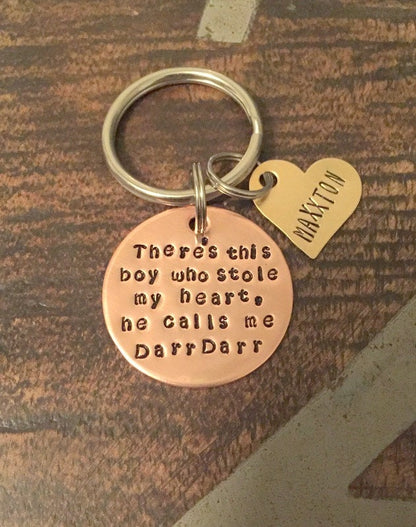 There's this
boy who stole
my heart,
he calls me
DarrDarr
MAXXTON